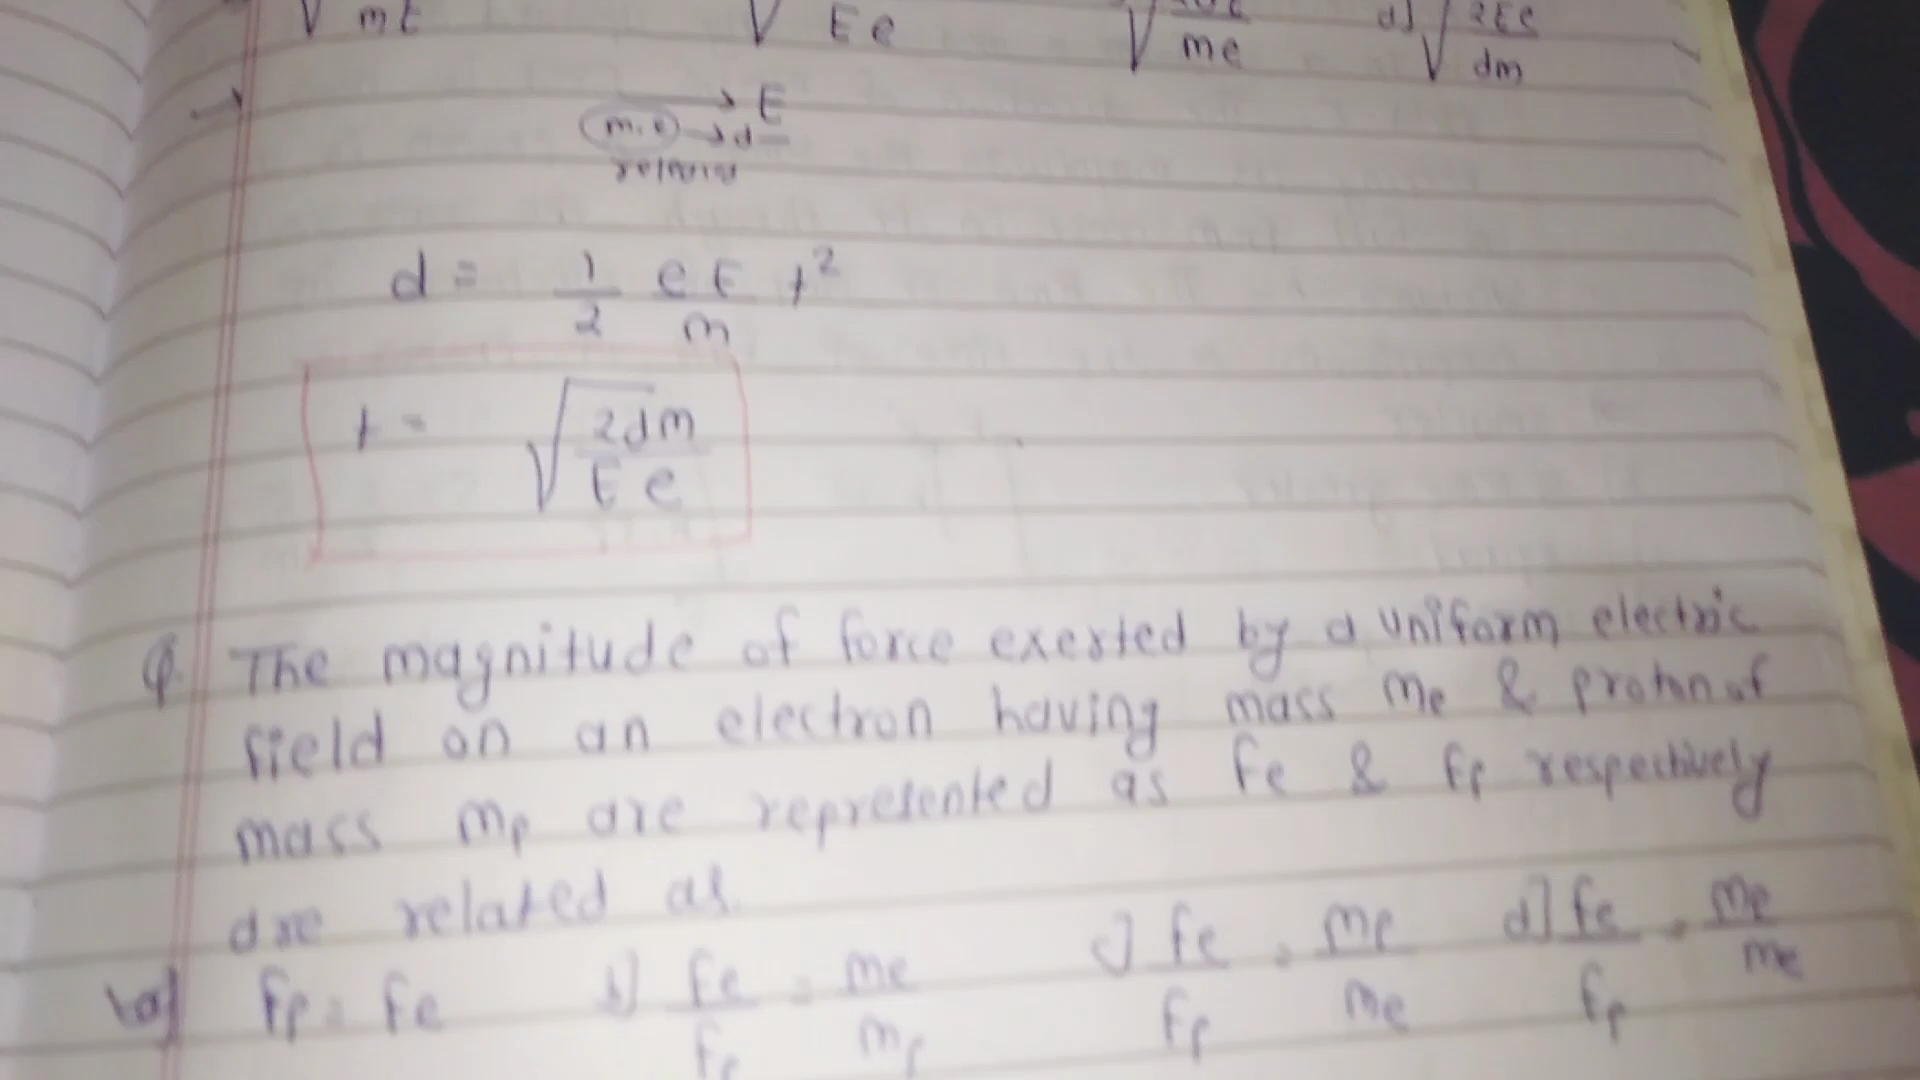 √ mE √ Ee √ me d] √ 2Ee/dm
→ E
m.e → d
released
d = 1/2 eE/m t²
t = √ 2dm/Ee
Q. The magnitude of force exerted by a uniform electric
field on an electron having mass me & proton of
mass mp are represented as fe & fp respectively
are related as
a] fp = fe b] fe/fp = me/mp c] fe/fp = mp/me d] fe/fp = me/me